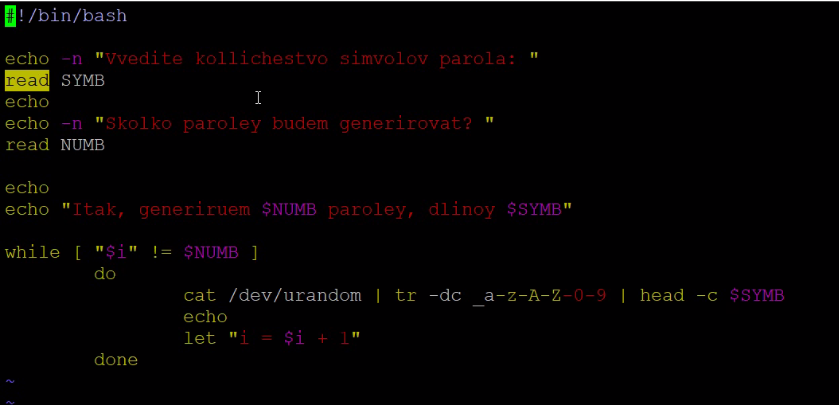 #!/bin/bash
echo -n "Vvedite kollichestvo simvolov parola: "
read SYMB
echo
echo -n "Skolko paroley budem generirovat? "
read NUMB
echo
echo "Itak, generiruem $NUMB paroley, dlinoy $SYMB"
while [ "$i" != $NUMB ]
do
cat /dev/urandom | tr -dc _a-z-A-Z-0-9 | head -c $SYMB
echo
let "i = $i + 1"
done
~
~